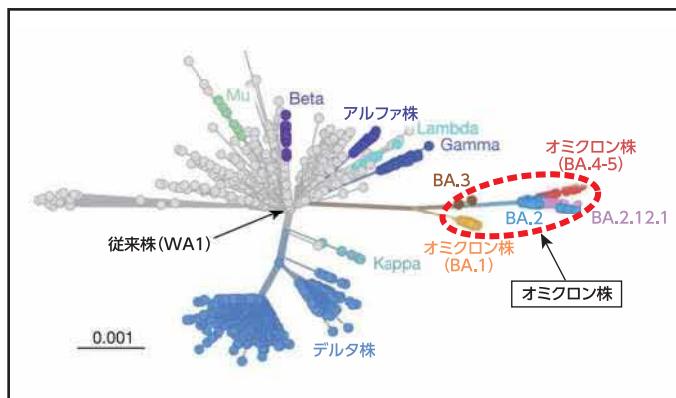 Mu
Beta
アルファ株
Lambda
Gamma
オミクロン株
(BA.4-5)
BA.3
BA.2
BA.2.12.1
従来株(WA1)
オミクロン株
(BA.1)
Kappa
オミクロン株
0.001
デルタ株